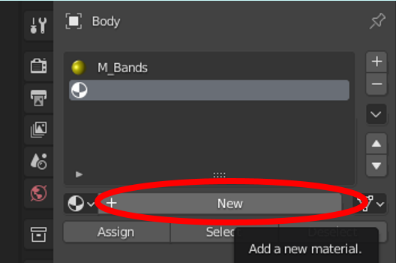 Body
M_Bands
New
Assign
Add a new material.